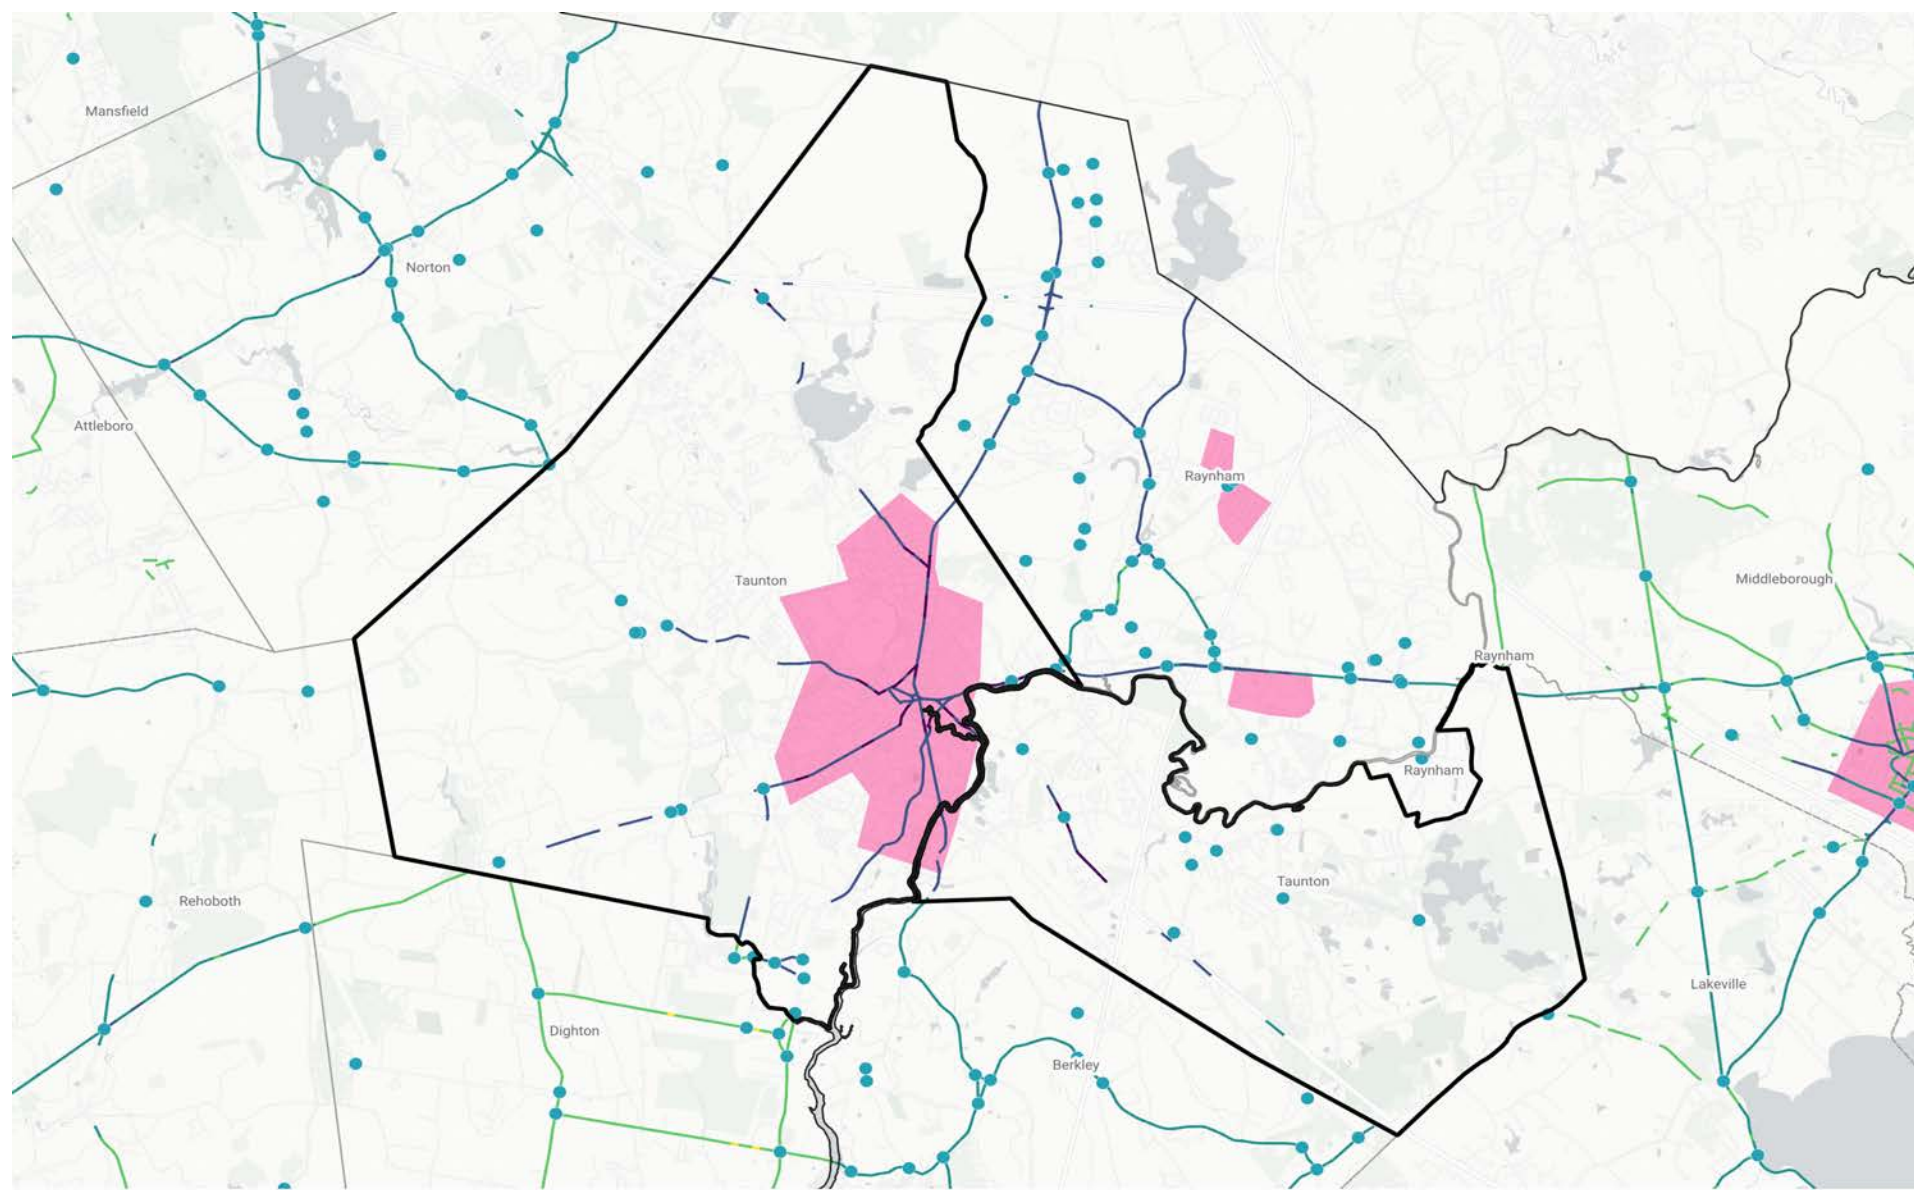 Mansfield
Norton
Attleboro
Raynham
Taunton
Middleborough
Raynham
Raynham
Taunton
Rehoboth
Lakeville
Dighton
Berkley